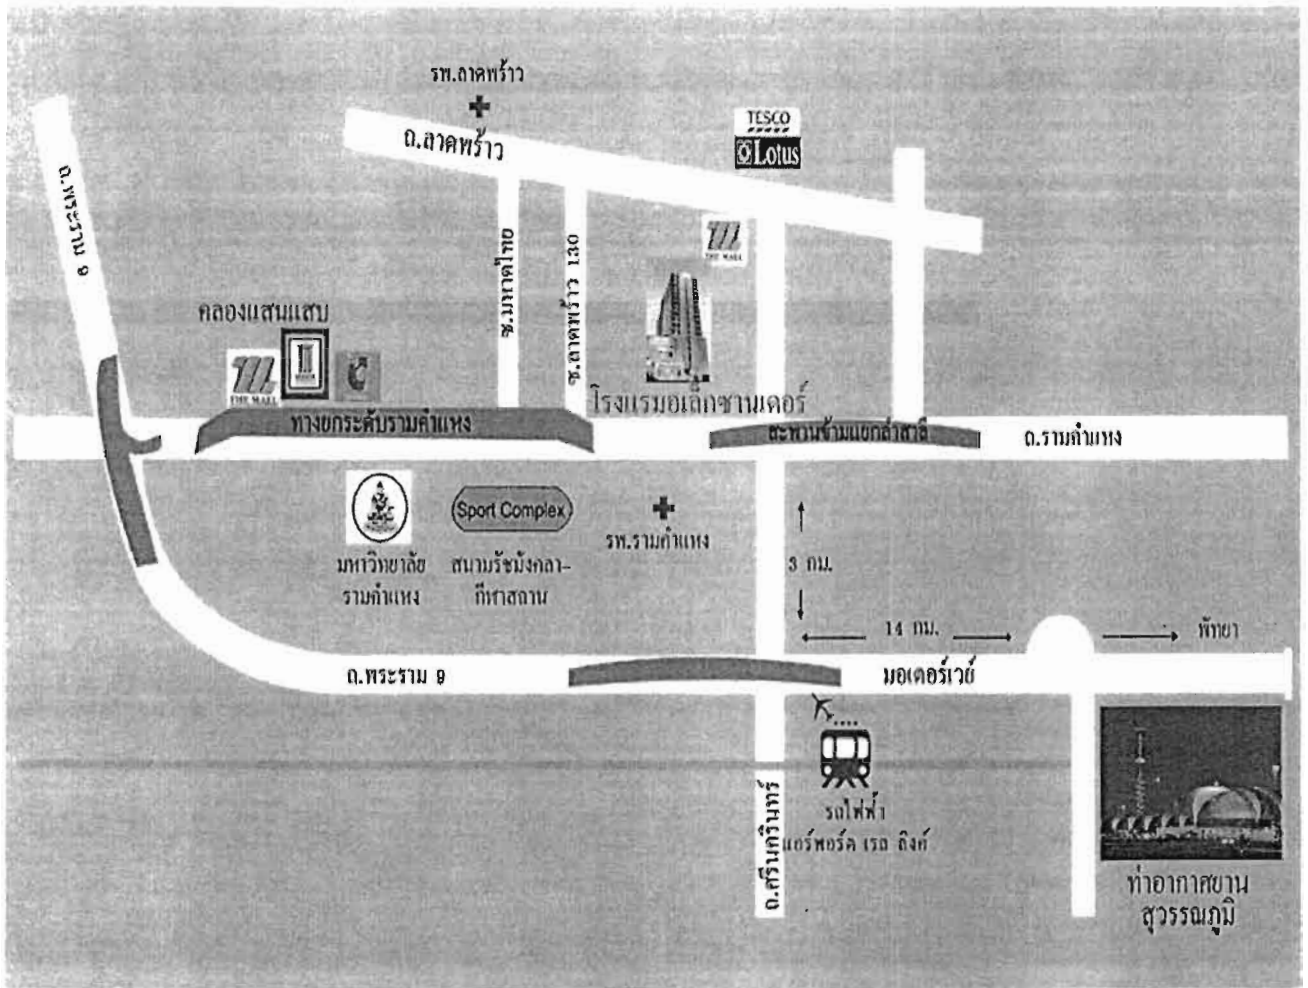 รพ.ลาดพร้าว
ถ.ลาดพร้าว
TESCO
Lotus
ถ.พระราม 9
ซ.มหาดไทย
ซ.ลาดพร้าว 130
THE MALL
คลองแสนแสบ
THE MALL
โรงแรมอเล็กซานเดอร์
ทางยกระดับรามคำแหง
สะพานข้ามแยกลำสาลี
ถ.รามคำแหง
Sport Complex
มหาวิทยาลัย
รามคำแหง
สนามรัชมังคลา-
กีฬาสถาน
รพ.รามคำแหง
3 กม.
14 กม.
พัทยา
ถ.พระราม 9
มอเตอร์เวย์
ถ.ศรีนครินทร์
รถไฟฟ้า
แอร์พอร์ต เรล ลิงค์
ท่าอากาศยาน
สุวรรณภูมิ